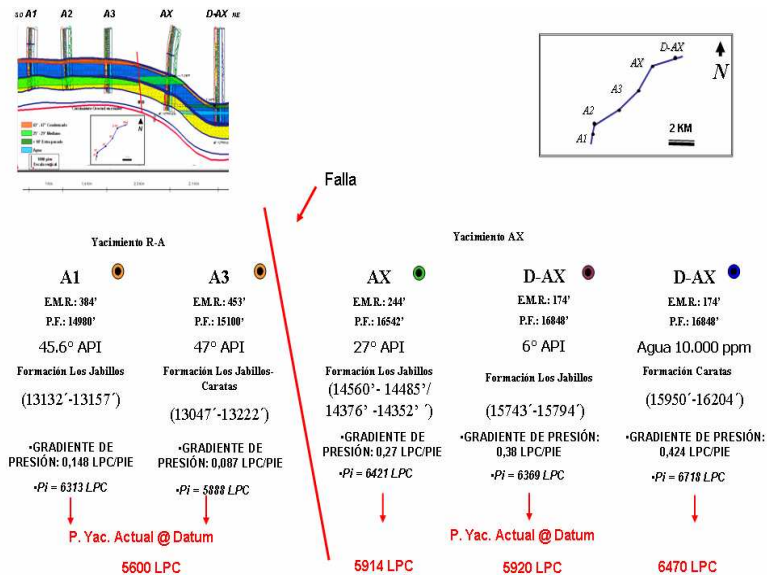 SO A1 A2 A3 AX D-AX NE
Agua
D-AX
AX
N
A3
A2
2 KM
A1
Falla
Yacimiento R-A
Yacimiento AX
A1
E.M.R.: 384’
P.F.: 14980’
45.6° API
Formación Los Jabillos
(13132´-13157´)
•GRADIENTE DE
PRESIÓN: 0,148 LPC/PIE
•Pi = 6313 LPC
A3
E.M.R.: 453’
P.F.: 15100’
47° API
Formación Los Jabillos-
Caratas
(13047´-13222´)
•GRADIENTE DE
PRESIÓN: 0,087 LPC/PIE
•Pi = 5888 LPC
P. Yac. Actual @ Datum
5600 LPC
AX
E.M.R.: 244’
P.F.: 16542’
27° API
Formación Los Jabillos
(14560’- 14485’/
14376’ -14352’ ´)
•GRADIENTE DE
PRESIÓN: 0,27 LPC/PIE
•Pi = 6421 LPC
5914 LPC
D-AX
E.M.R.: 174’
P.F.: 16848’
6° API
Formación Los Jabillos
(15743´-15794´)
•GRADIENTE DE PRESIÓN:
0,38 LPC/PIE
•Pi = 6369 LPC
P. Yac. Actual @ Datum
5920 LPC
D-AX
E.M.R.: 174’
P.F.: 16848’
Agua 10.000 ppm
Formación Caratas
(15950´-16204´)
•GRADIENTE DE PRESIÓN:
0,424 LPC/PIE
•Pi = 6718 LPC
6470 LPC